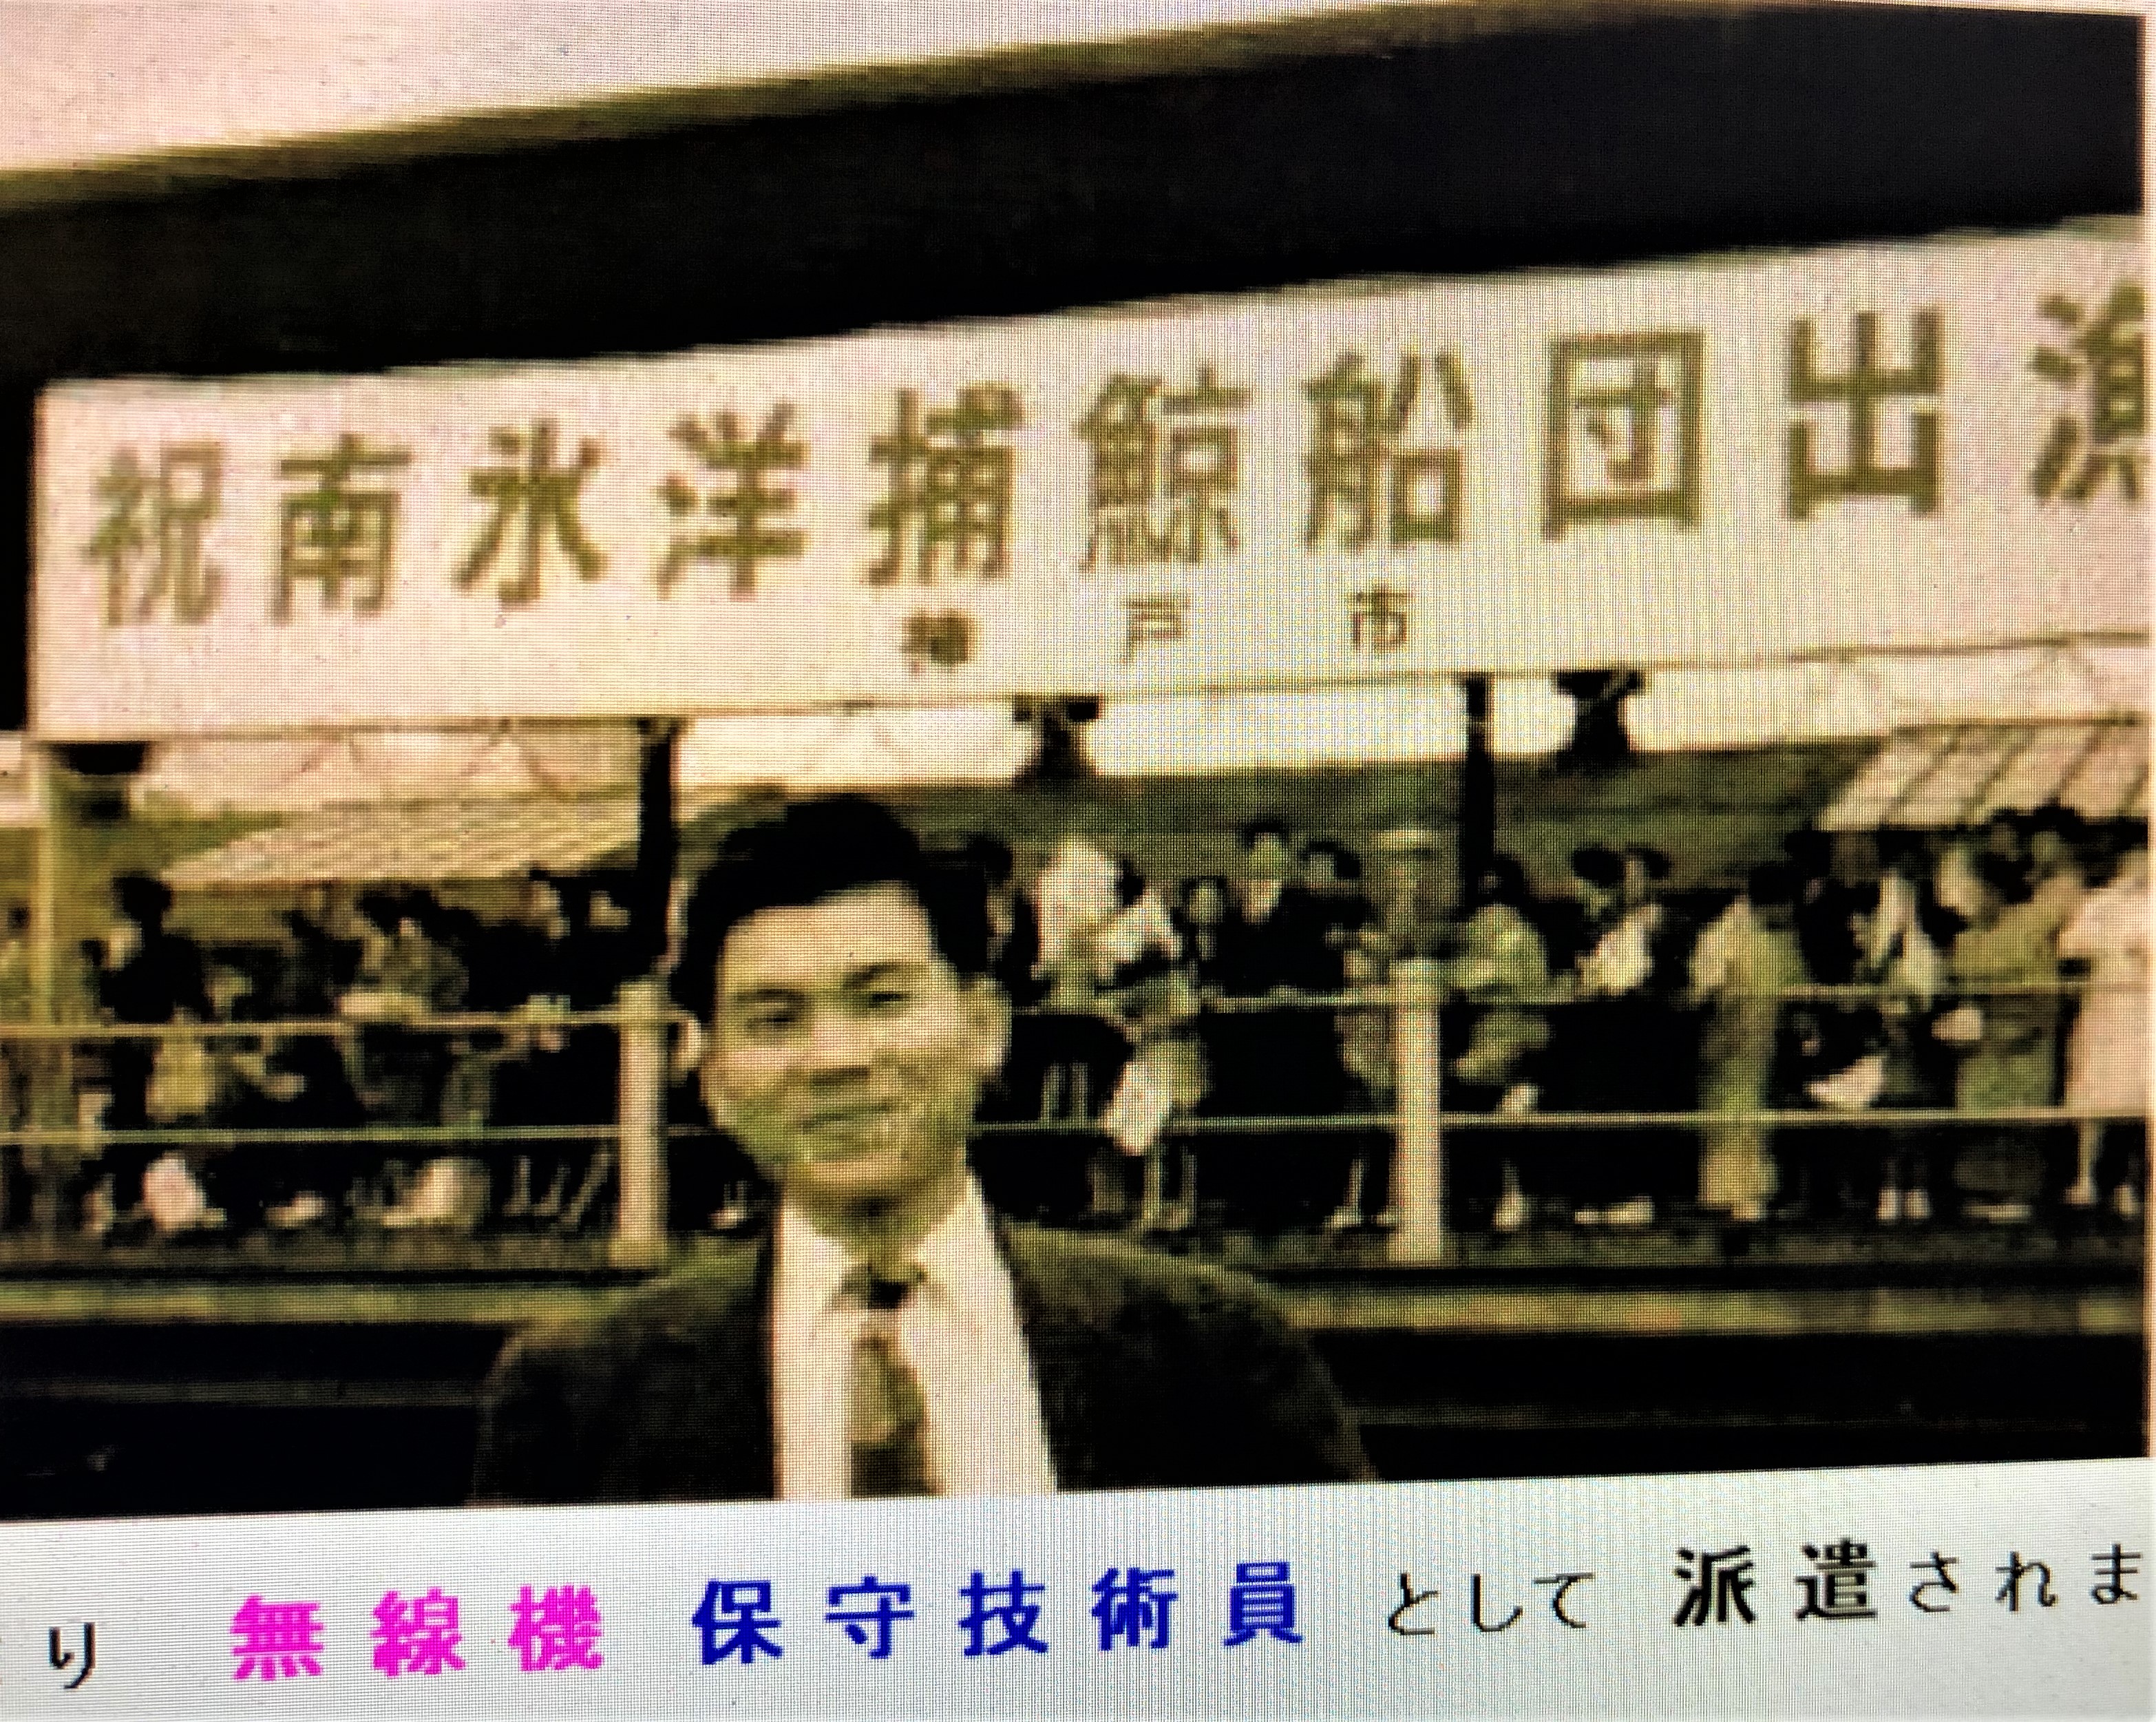 祝南氷洋捕鯨船団出
神戸市
り 無線機 保守技術員 として 派遣されま